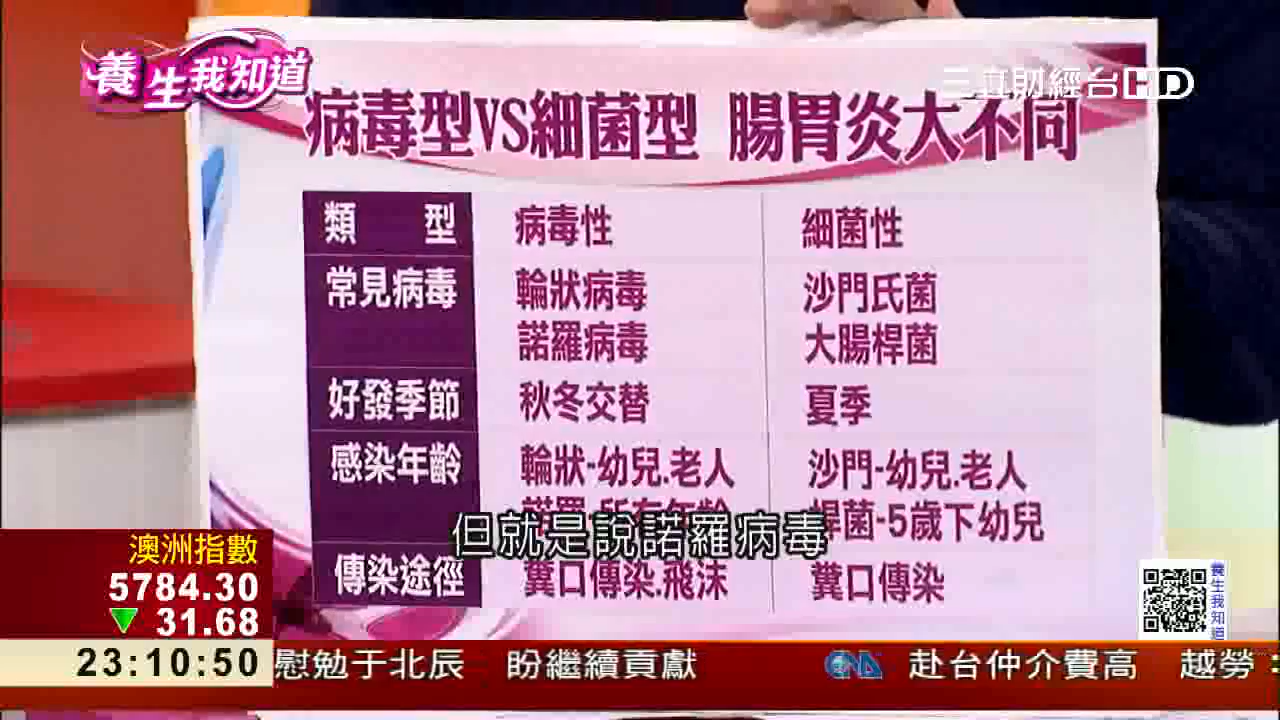 養生我知道
三立財經台HD
病毒型VS細菌型 腸胃炎大不同
類 型 病毒性 細菌性
常見病毒 輪狀病毒 沙門氏菌
諾羅病毒 大腸桿菌
好發季節 秋冬交替 夏季
感染年齡 輪狀-幼兒.老人 沙門-幼兒.老人
諾羅-所有年齡 桿菌-5歲下幼兒
但就是說諾羅病毒
傳染途徑 糞口傳染.飛沫 糞口傳染
澳洲指數
5784.30
▼ 31.68
養生我知道
23:10:50 慰勉于北辰 盼繼續貢獻 CNA 赴台仲介費高 越勞：